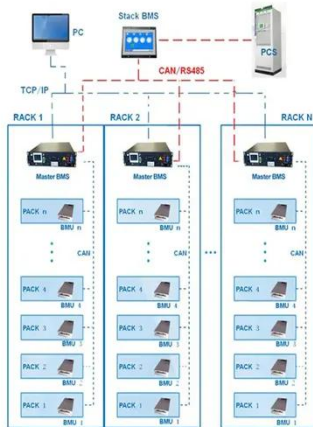 PC
Stack BMS
PCS
CAN/RS485
TCP/IP
RACK 1
RACK 2
RACK N
Master BMS
Master BMS
Master BMS
PACK n
BMU n
PACK n
BMU n
PACK n
BMU n
CAN
CAN
CAN
...
PACK 4
BMU 4
PACK 4
BMU 4
PACK 4
BMU 4
PACK 3
BMU 3
PACK 3
BMU 3
PACK 3
BMU 3
PACK 2
BMU 2
PACK 2
BMU 2
PACK 2
BMU 2
PACK 1
BMU 1
PACK 1
BMU 1
PACK 1
BMU 1